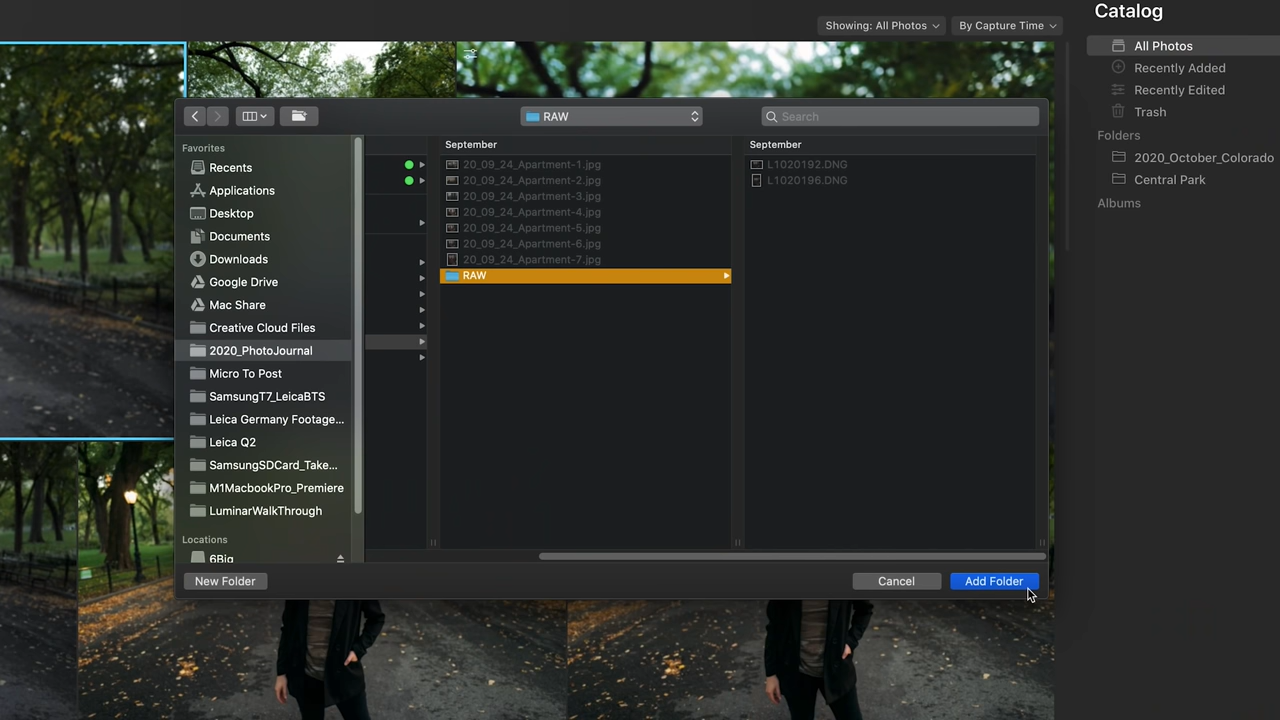 Catalog
Showing: All Photos
By Capture Time
All Photos
Recently Added
Recently Edited
Trash
Folders
2020_October_Colorado
Central Park
Albums
RAW
Search
Favorites
Recents
Applications
Desktop
Documents
Downloads
Google Drive
Mac Share
Creative Cloud Files
2020_PhotoJournal
Micro To Post
SamsungT7_LeicaBTS
Leica Germany Footage...
Leica Q2
SamsungSDCard_Take...
M1MacbookPro_Premiere
LuminarWalkThrough
Locations
6Big
September
20_09_24_Apartment-1.jpg
20_09_24_Apartment-2.jpg
20_09_24_Apartment-3.jpg
20_09_24_Apartment-4.jpg
20_09_24_Apartment-5.jpg
20_09_24_Apartment-6.jpg
20_09_24_Apartment-7.jpg
RAW
September
L1020192.DNG
L1020196.DNG
New Folder
Cancel
Add Folder